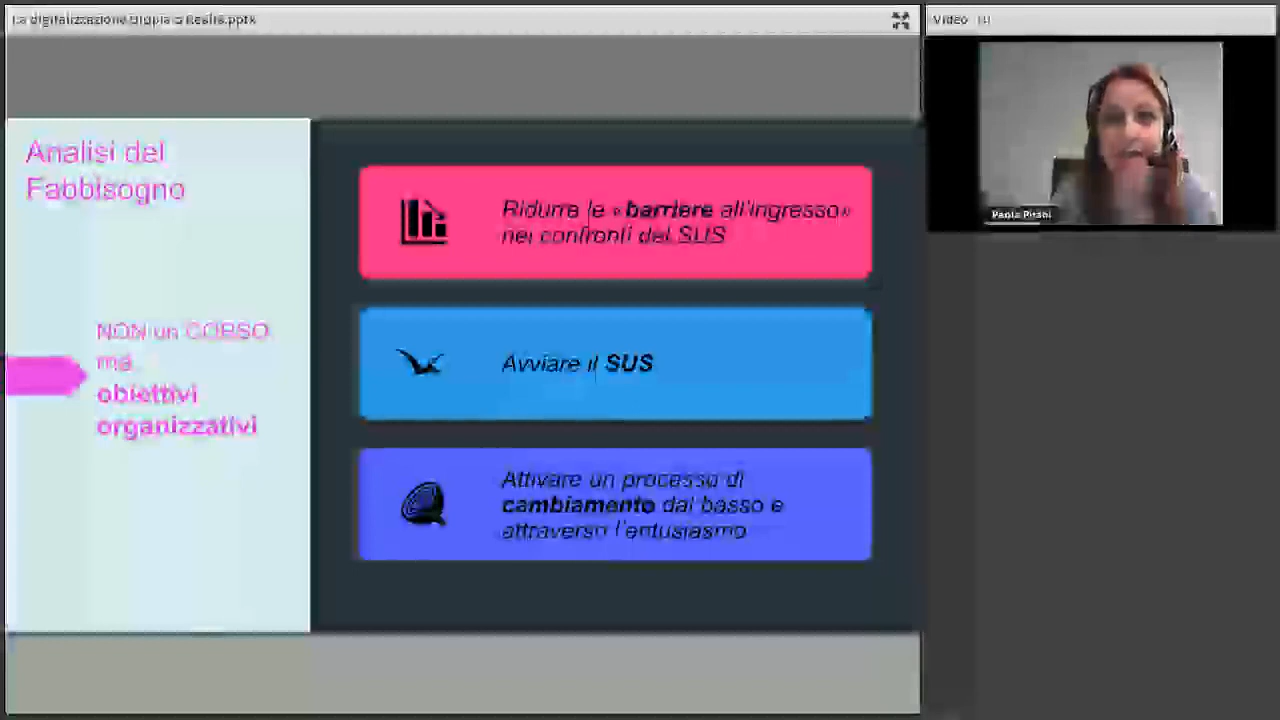 La digitalizzazione Utopia o Realtà.pptx
Video
Analisi del
Fabbisogno
NON un CORSO
ma
obiettivi
organizzativi
Ridurre le «barriere all'ingresso»
nei confronti del SUS
Avviare il SUS
Attivare un processo di
cambiamento dal basso e
attraverso l'entusiasmo
Paola